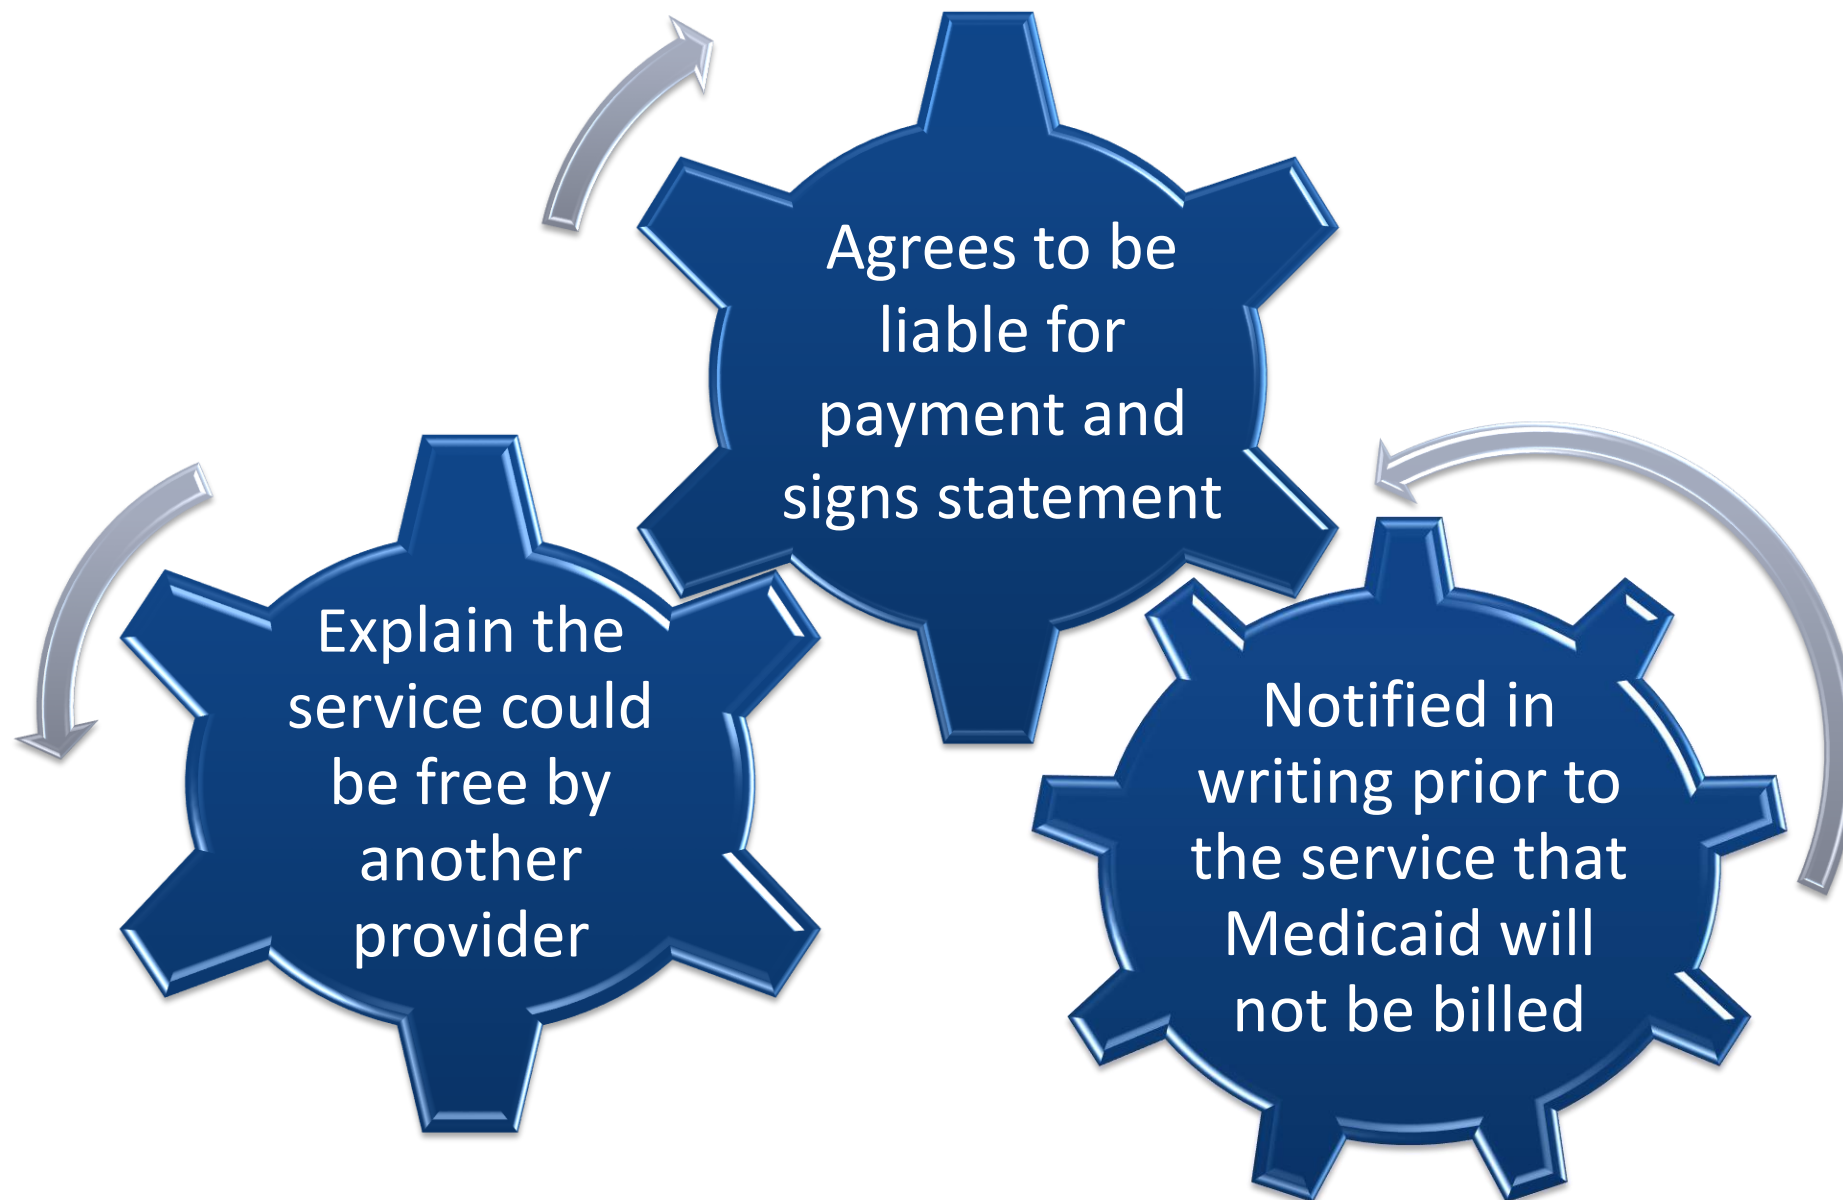 Agrees to be
liable for
payment and
signs statement
Explain the
service could
be free by
another
provider
Notified in
writing prior to
the service that
Medicaid will
not be billed